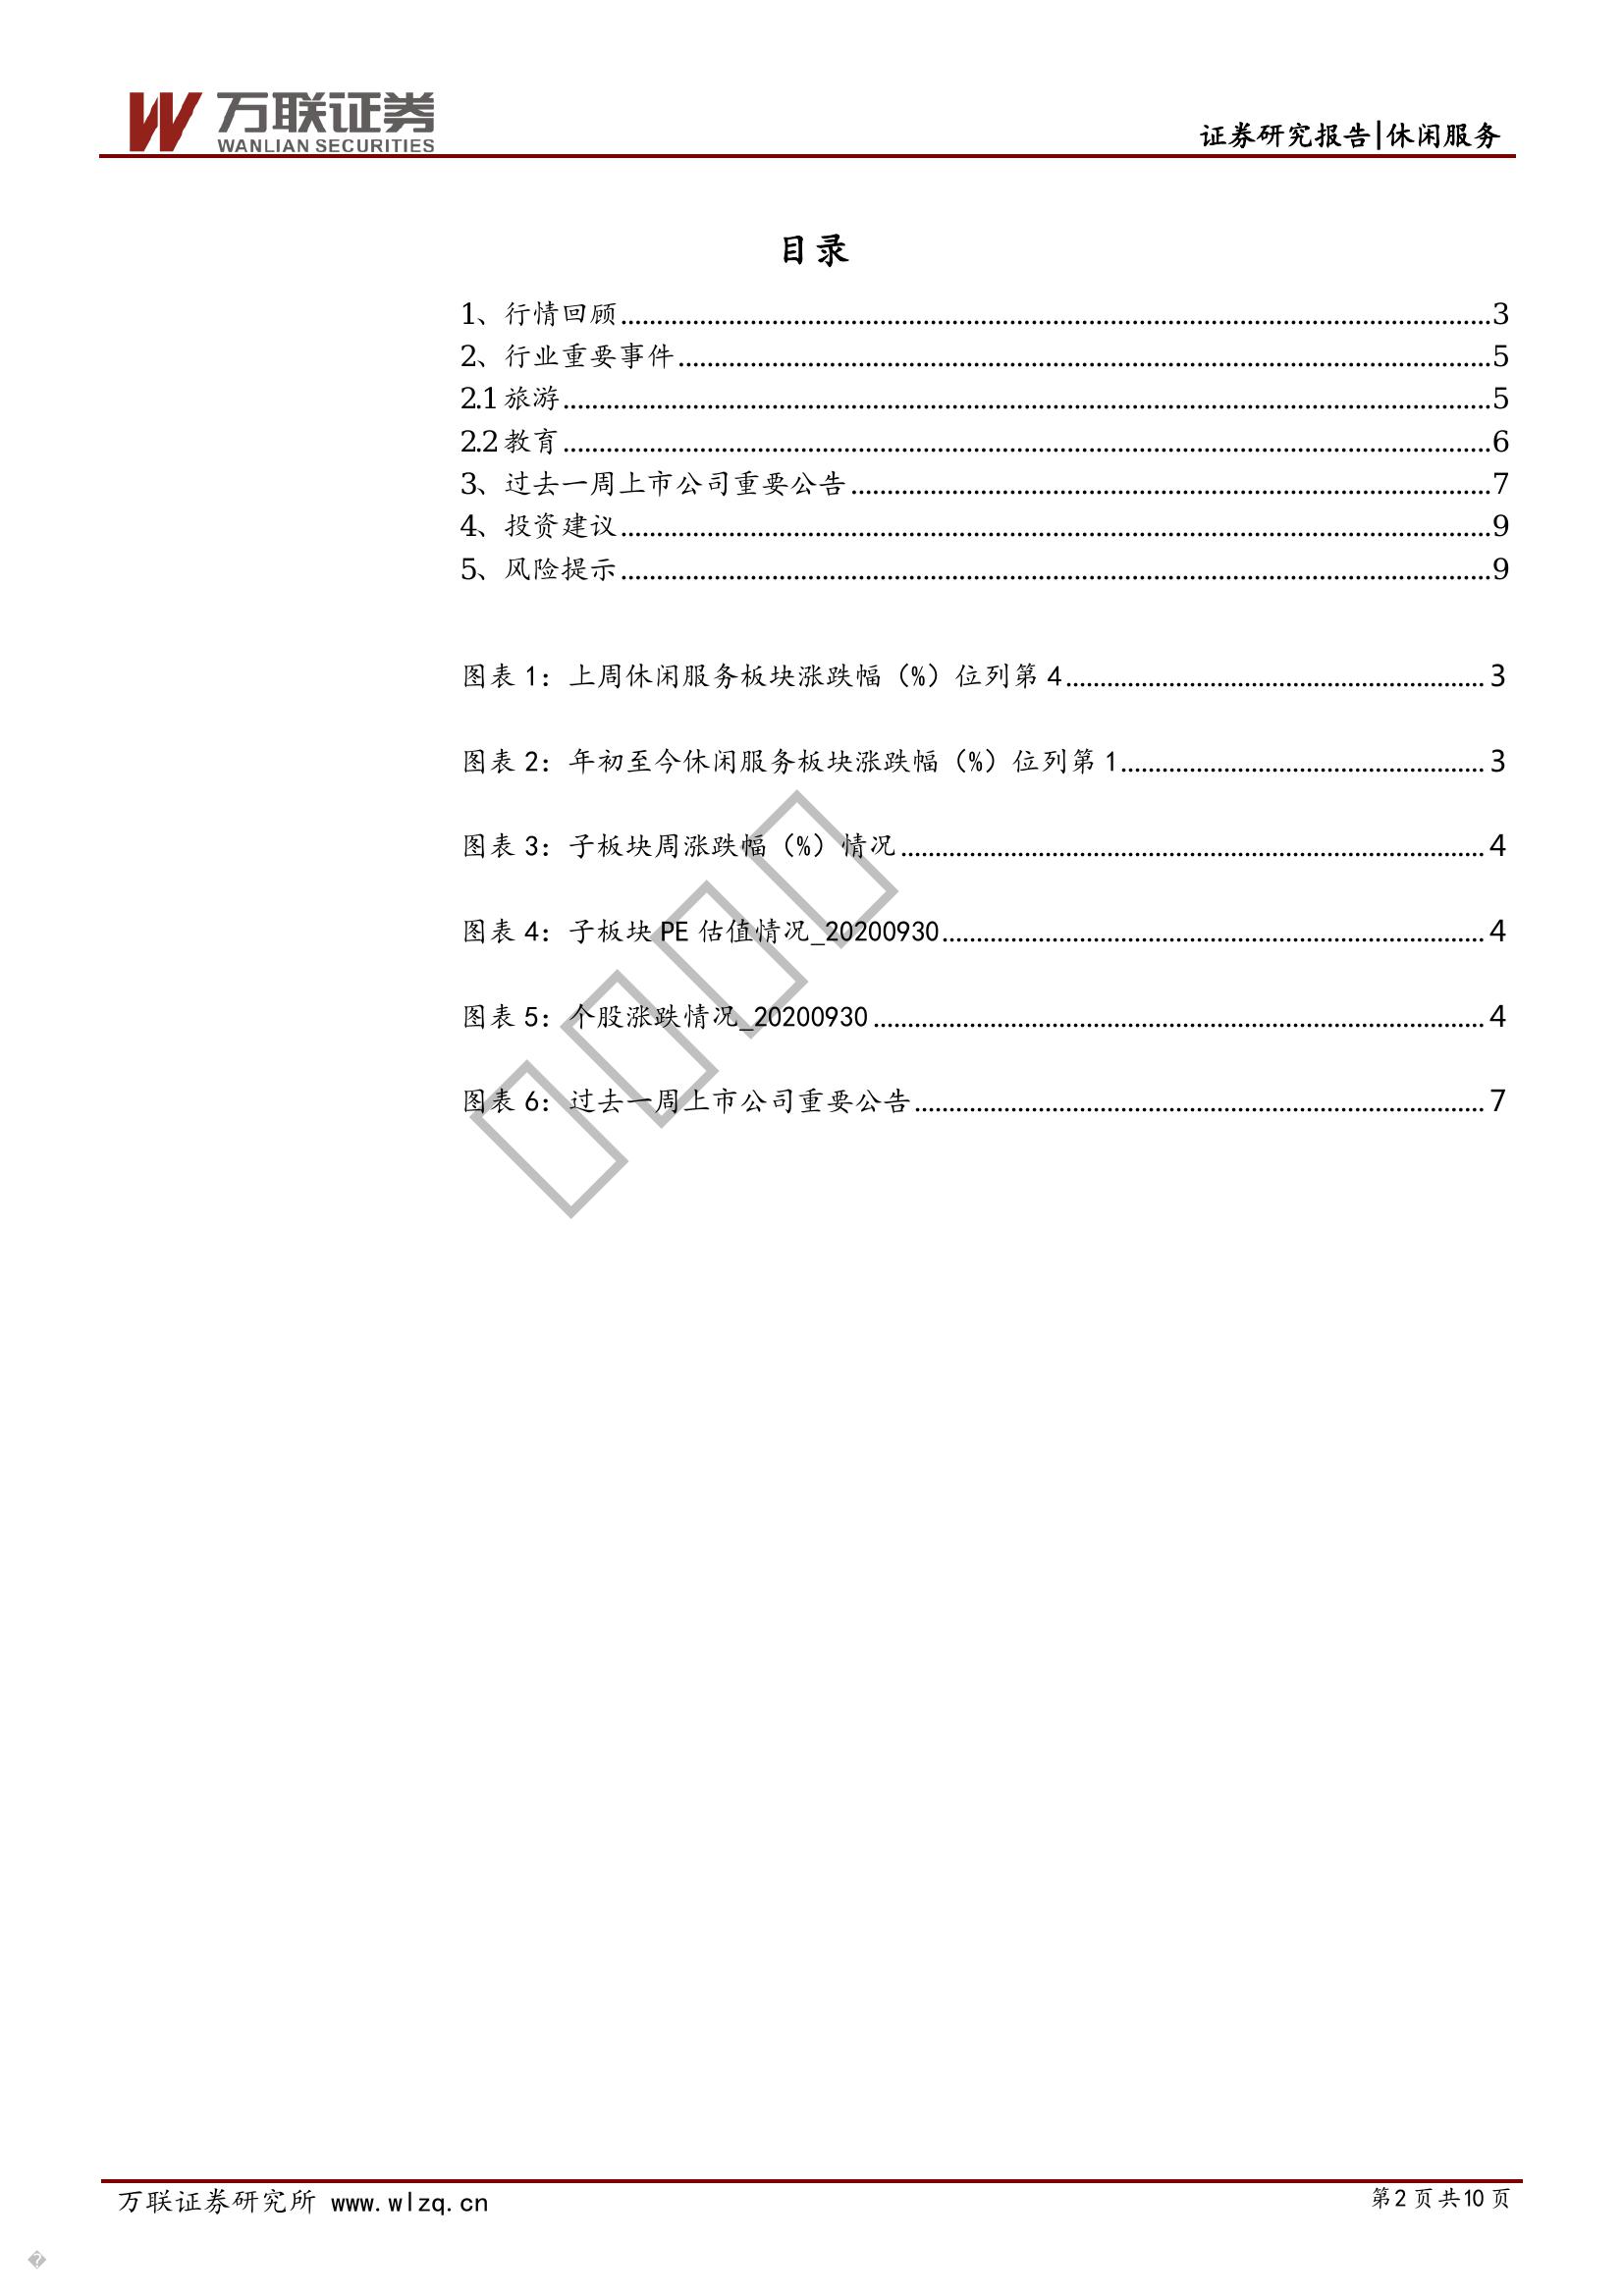 万联证券
WANLIAN SECURITIES
证券研究报告|休闲服务
目录
1、行情回顾........................3
2、行业重要事件........................5
2.1 旅游........................5
2.2 教育........................6
3、过去一周上市公司重要公告........................7
4、投资建议........................9
5、风险提示........................9
图表 1：上周休闲服务板块涨跌幅（%）位列第 4........................3
图表 2：年初至今休闲服务板块涨跌幅（%）位列第 1........................3
图表 3：子板块周涨跌幅（%）情况........................4
图表 4：子板块 PE 估值情况_20200930........................4
图表 5：个股涨跌情况_20200930........................4
图表 6：过去一周上市公司重要公告........................7
万联证券研究所 www.wlzq.cn
第 2 页 共 10 页